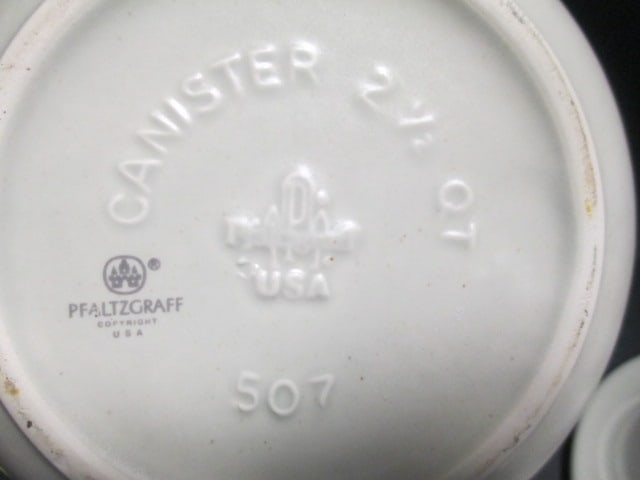 CANISTER 2½ QT
P
USA
507
®
PFALTZGRAFF
COPYRIGHT
USA